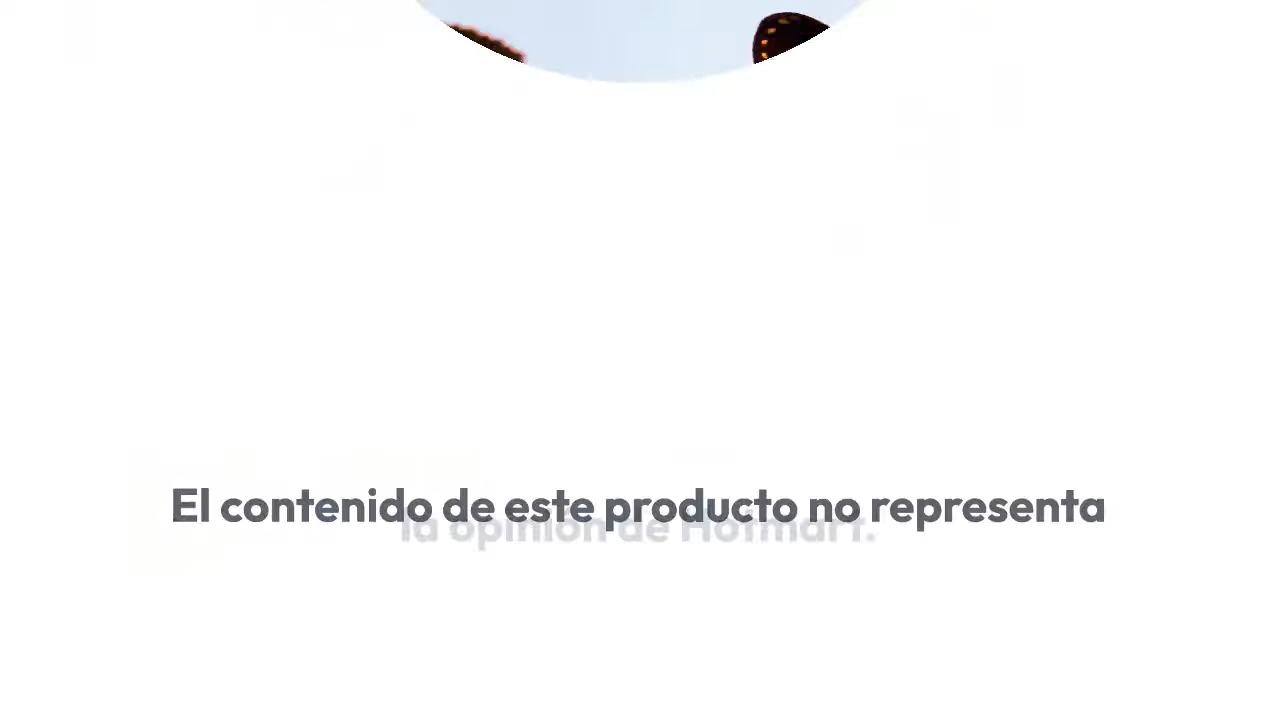 El contenido de este producto no representa
la opinión de Hotmart.